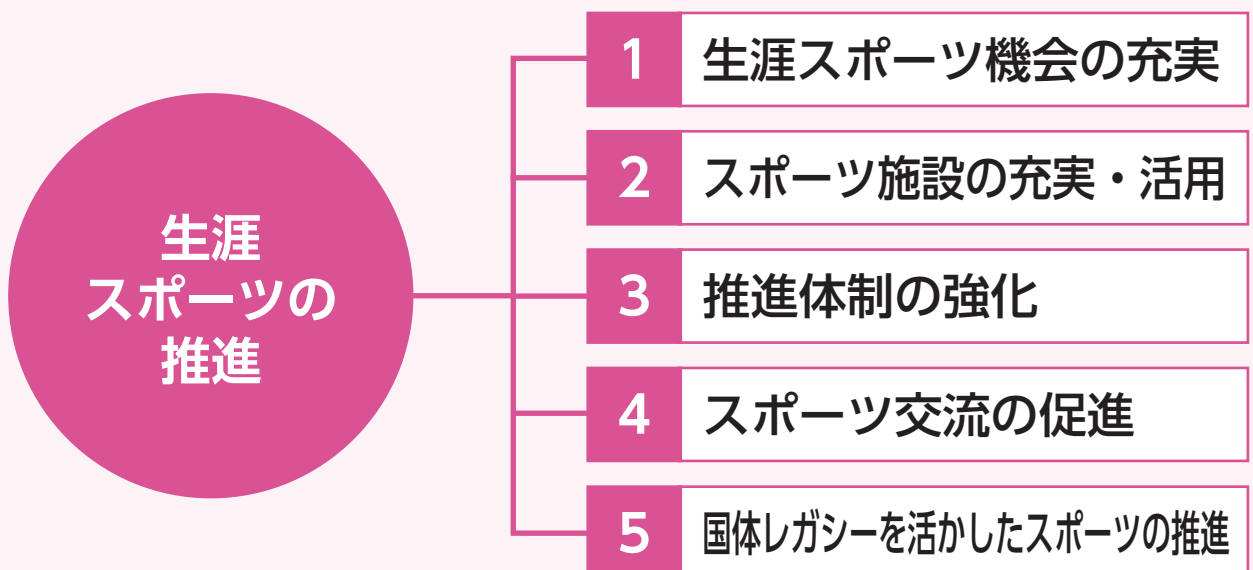 生涯
スポーツの
推進
1 生涯スポーツ機会の充実
2 スポーツ施設の充実・活用
3 推進体制の強化
4 スポーツ交流の促進
5 国体レガシーを活かしたスポーツの推進